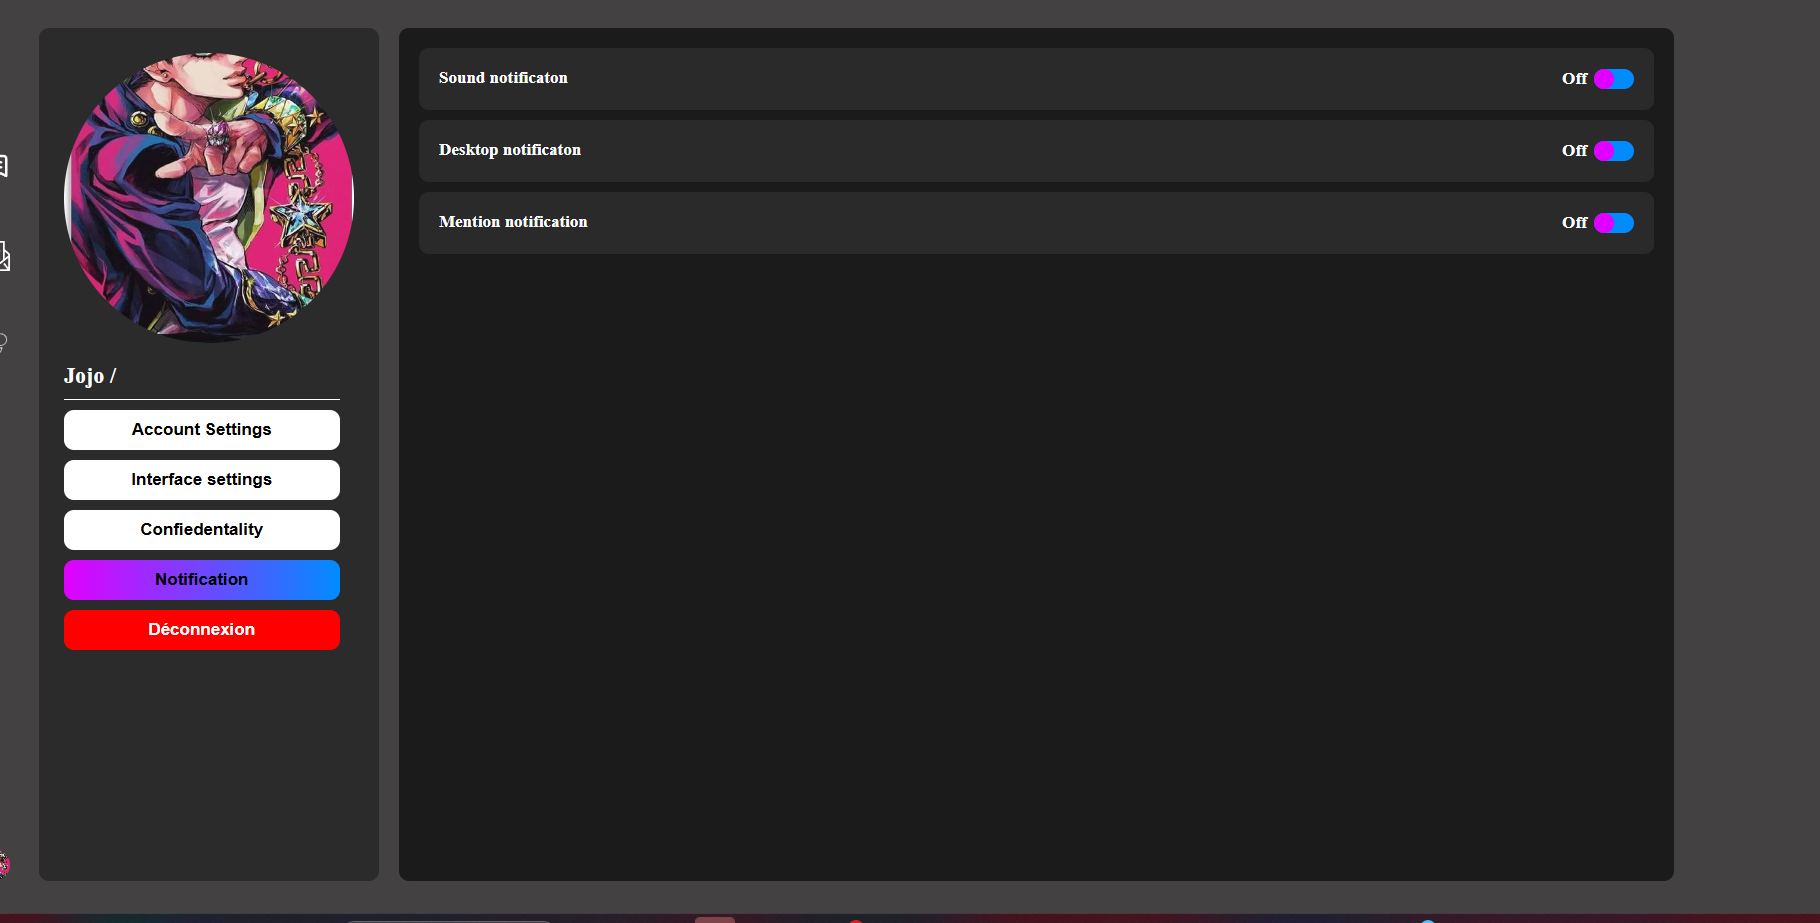 Jojo /
Account Settings
Interface settings
Confiedentality
Notification
Déconnexion
Sound notificaton
Off
Desktop notificaton
Off
Mention notification
Off